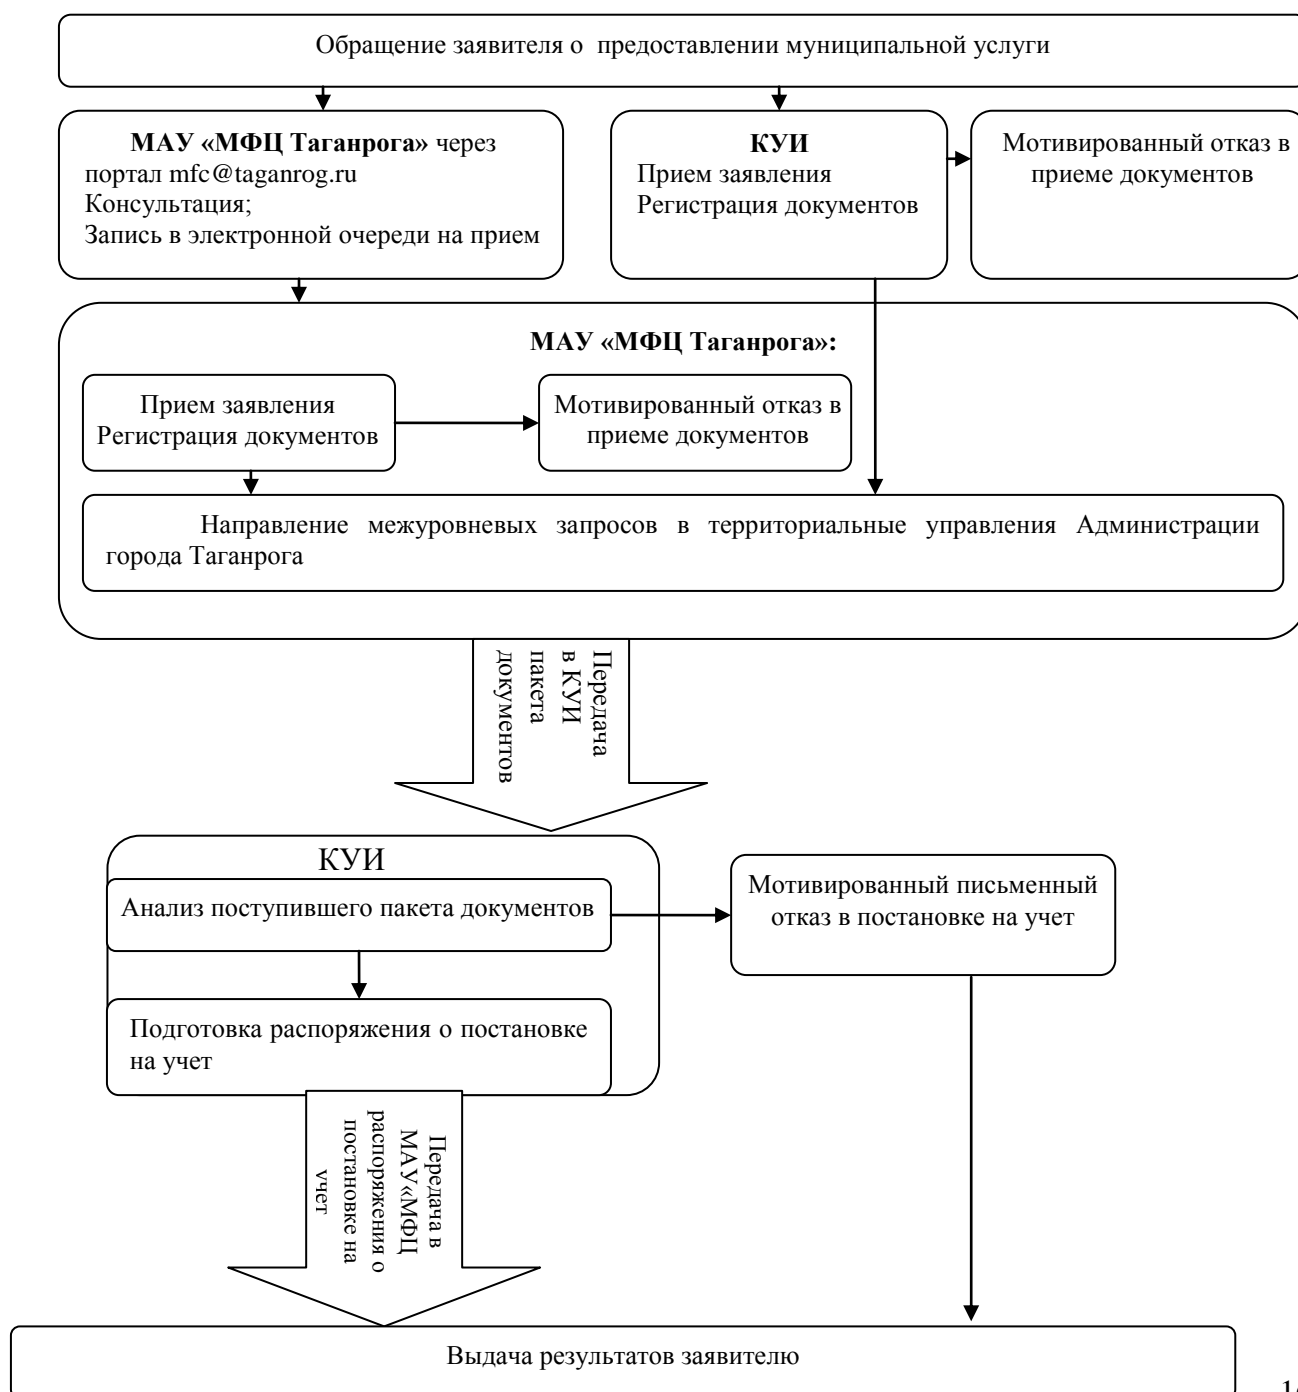 Обращение заявителя о предоставлении муниципальной услуги
МАУ «МФЦ Таганрога» через
портал mfc@taganrog.ru
Консультация;
Запись в электронной очереди на прием
КУИ
Прием заявления
Регистрация документов
Мотивированный отказ в
приеме документов
МАУ «МФЦ Таганрога»:
Прием заявления
Регистрация документов
Мотивированный отказ в
приеме документов
Направление межуровневых запросов в территориальные управления Администрации
города Таганрога
Передача
в КУИ
пакета
документов
КУИ
Анализ поступившего пакета документов
Мотивированный письменный
отказ в постановке на учет
Подготовка распоряжения о постановке
на учет
Передача в
МАУ«МФЦ
распоряжения о
постановке на
учет
Выдача результатов заявителю